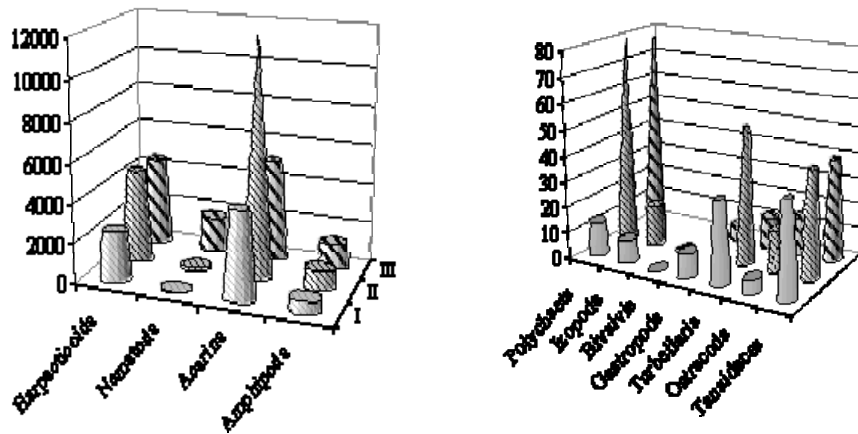 12000
10000
8000
6000
4000
2000
0
III
II
I
Harpacticoida
Nematoda
Acarina
Amphipoda
80
70
60
50
40
30
20
10
0
Polychaeta
Izopoda
Bivalvia
Gastropoda
Turbellaria
Ostracoda
Tanaidacea